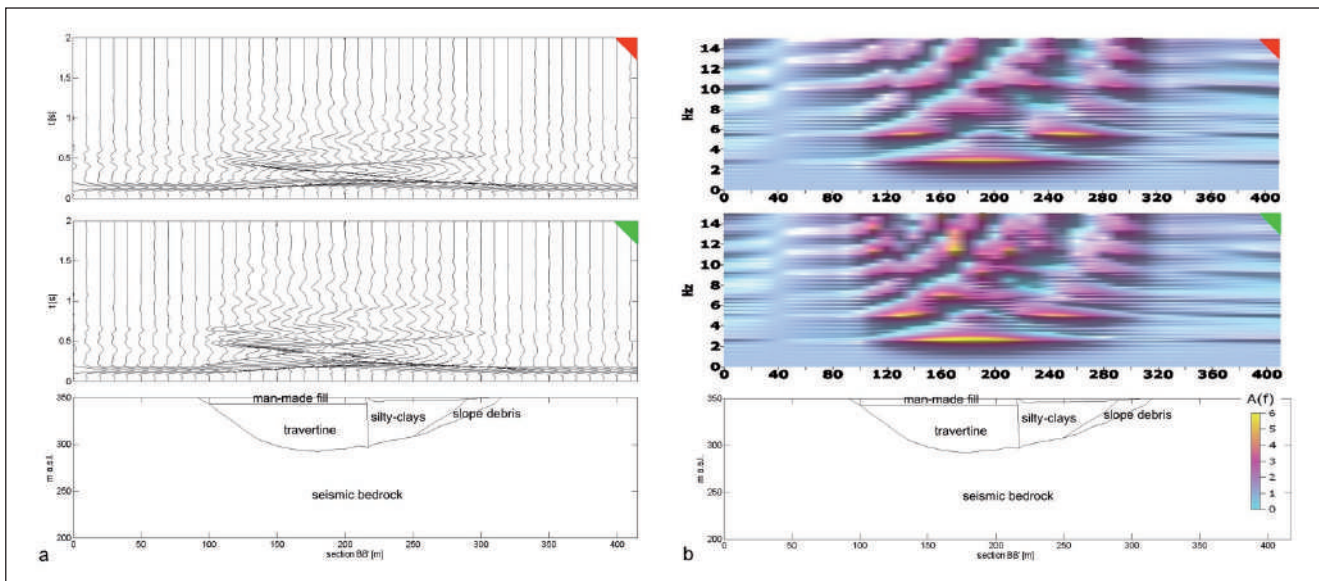 2
1.5
t [s]
1
0.5
0
2
1.5
t [s]
1
0.5
0
350
300
m a.s.l.
250
200
man-made fill
travertine
silty-clays
slope debris
seismic bedrock
0 50 100 150 200 250 300 350 400
section BB' [m]
a
14
12
10
Hz
8
6
4
2
0
0 40 80 120 160 200 240 280 320 360 400
14
12
10
Hz
8
6
4
2
0
0 40 80 120 160 200 240 280 320 360 400
350
300
m a.s.l.
250
200
man-made fill
travertine
silty-clays
slope debris
seismic bedrock
A(f)
6
5
4
3
2
1
0
0 50 100 150 200 250 300 350 400
section BB' [m]
b